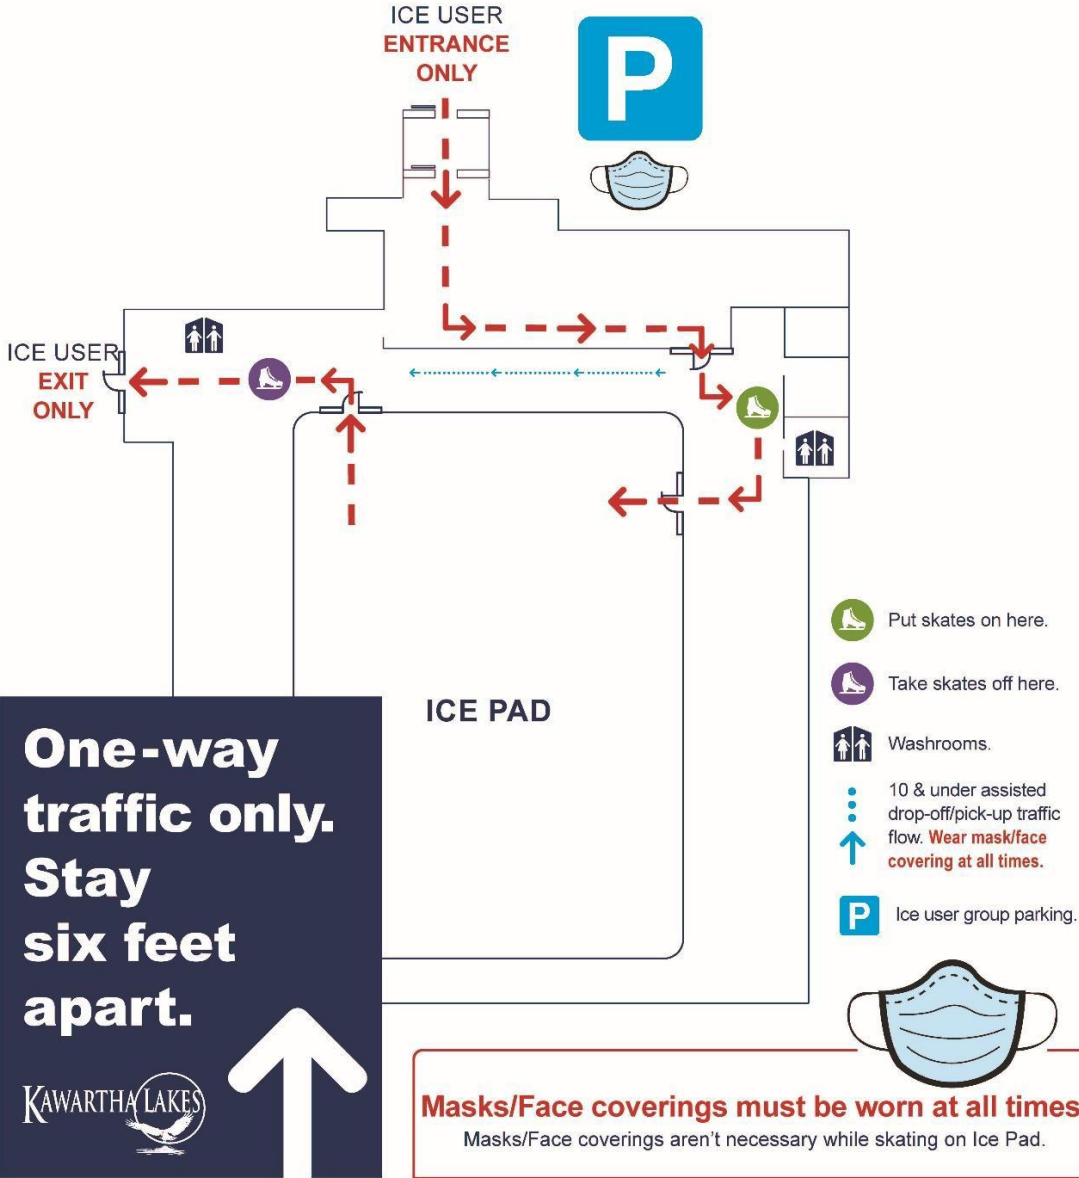 ICE USER
ENTRANCE
ONLY
P
ICE USER
EXIT
ONLY
ICE PAD
Put skates on here.
Take skates off here.
Washrooms.
10 & under assisted
drop-off/pick-up traffic
flow. Wear mask/face
covering at all times.
P
Ice user group parking.
One-way
traffic only.
Stay
six feet
apart.
KAWARTHA LAKES
Masks/Face coverings must be worn at all times
Masks/Face coverings aren't necessary while skating on Ice Pad.